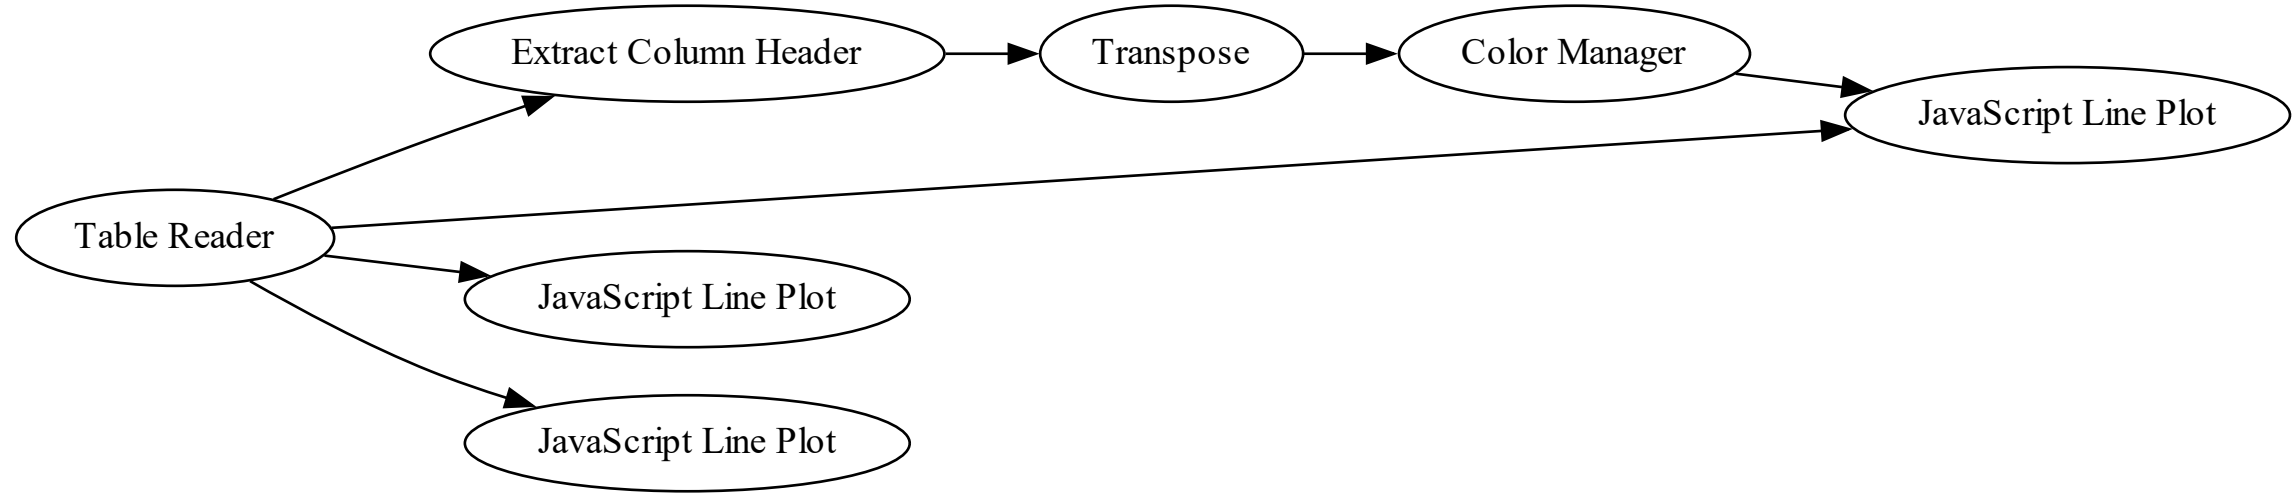 Extract Column Header
Transpose
Color Manager
JavaScript Line Plot
Table Reader
JavaScript Line Plot
JavaScript Line Plot